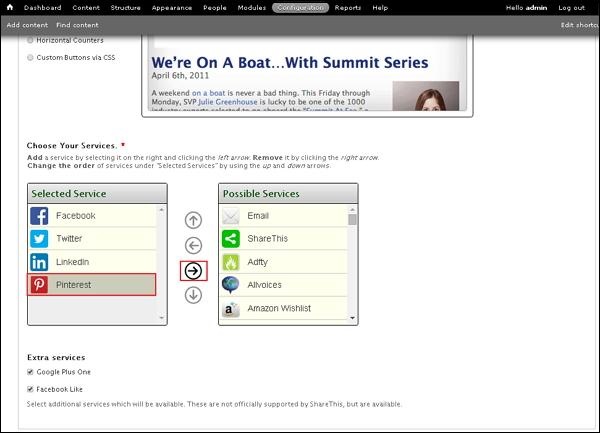 Dashboard Content Structure Appearance People Modules Configuration Reports Help Hello admin Log out
Add content Find content Edit shortcu
Horizontal Counters
Custom Buttons via CSS
We're On A Boat...With Summit Series
April 6th, 2011
A weekend on a boat is never a bad thing. This Friday through
Monday, SVP Julie Greenhouse is lucky to be one of the 1000
industry experts selected to go aboard the "Summit At Sea," a
Choose Your Services. *
Add a service by selecting it on the right and clicking the left arrow. Remove it by clicking the right arrow.
Change the order of services under "Selected Services" by using the up and down arrows.
Selected Service
Facebook
Twitter
LinkedIn
Pinterest
Possible Services
Email
ShareThis
Adfty
Allvoices
Amazon Wishlist
Extra services
Google Plus One
Facebook Like
Select additional services which will be available. These are not officially supported by ShareThis, but are available.